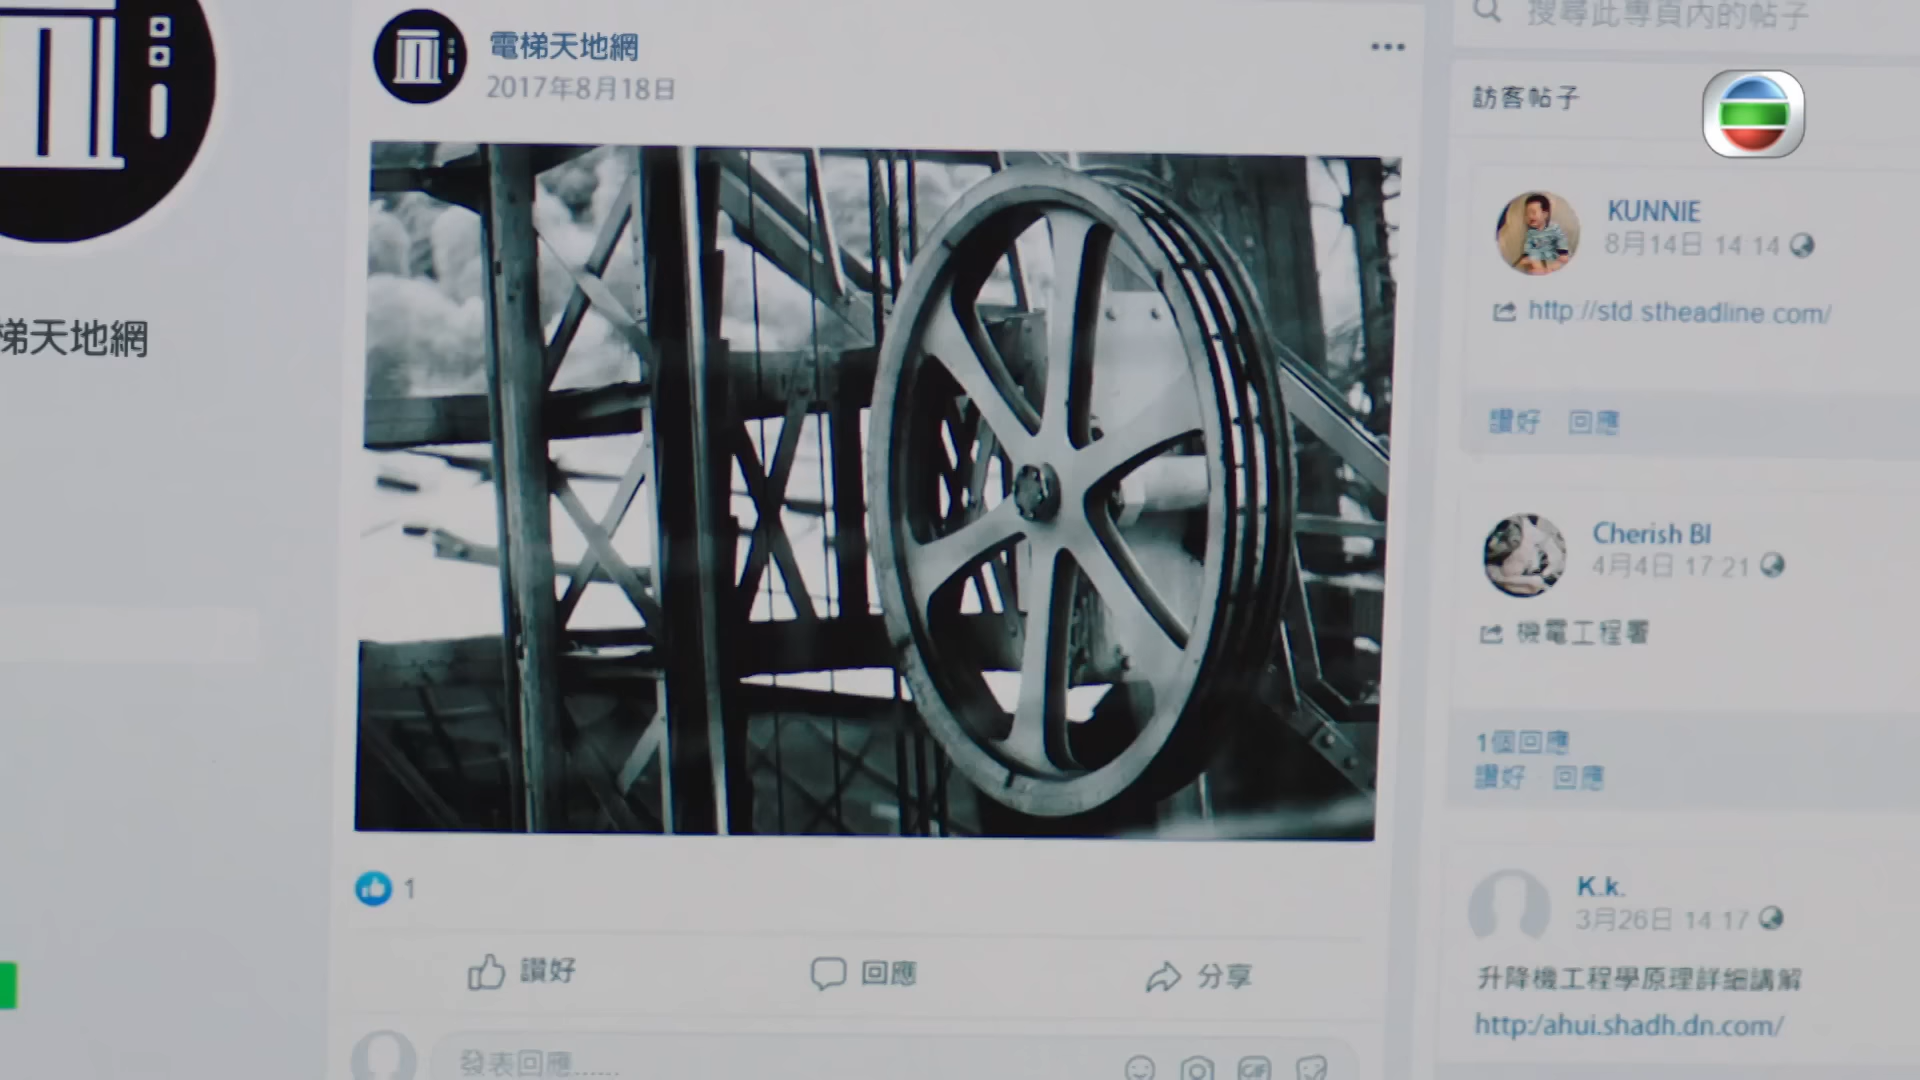 電梯天地網
2017年8月18日
梯天地網
1
讚好
回應
分享
發表回應......
GIF
搜尋此專頁內的帖子
訪客帖子
KUNNIE
8月14日 14:14
http://std.stheadline.com/
讚好 回應
Cherish BI
4月4日 17:21
機電工程署
1個回應
讚好 · 回應
K.k.
3月26日 14:17
升降機工程學原理詳細講解
http:/ahui.shadh.dn.com/